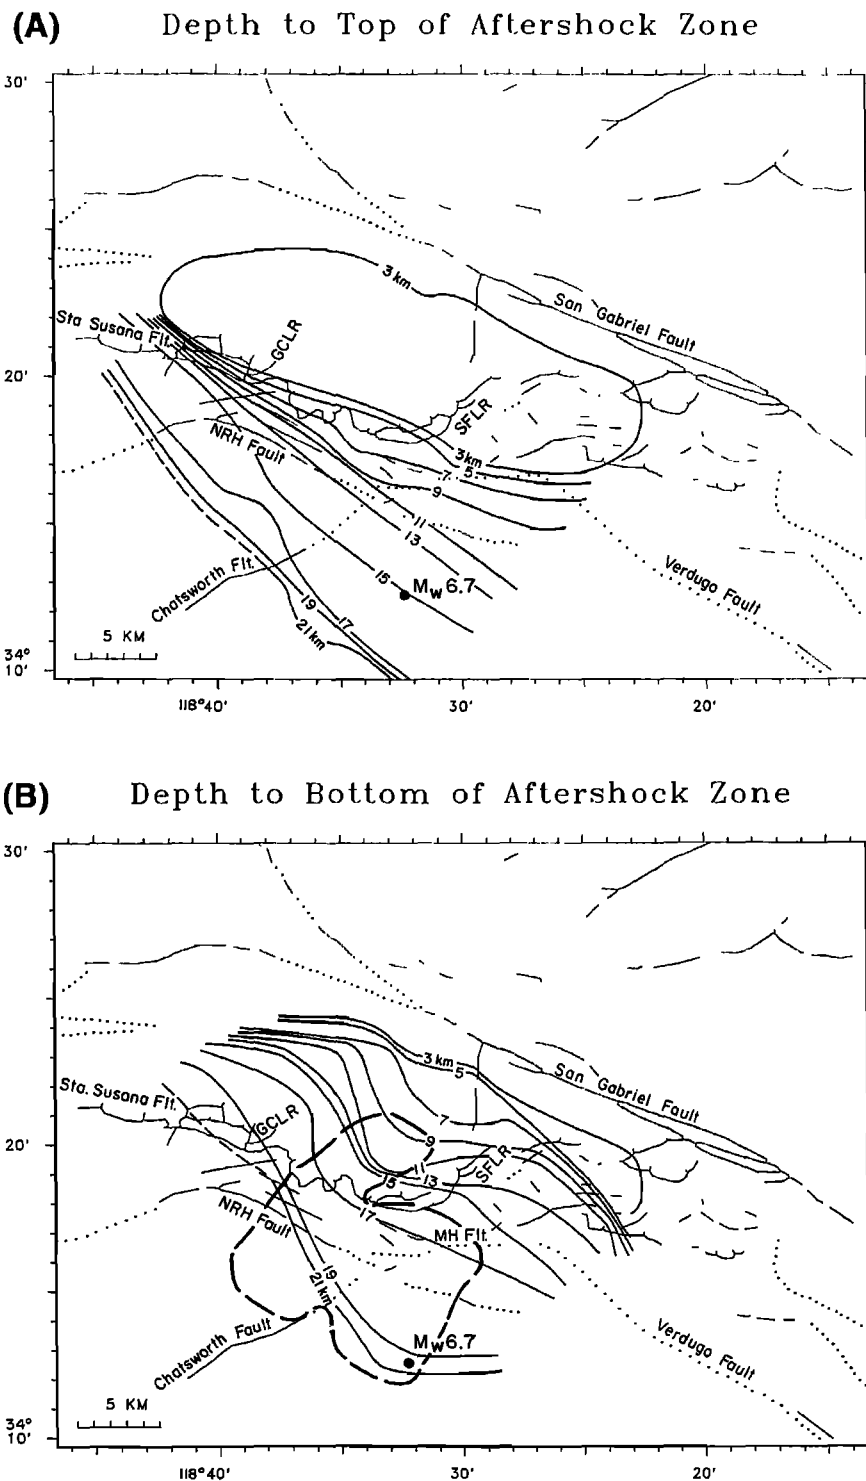 (A) Depth to Top of Aftershock Zone
30'
3 km
San Gabriel Fault
Sta Susana Flt.
GCLR
20'
SFLR
NRH Fault
3km
5
7
9
11
13
15
Mw 6.7
Verdugo Fault
Chatsworth Flt.
19
17
21km
5 KM
34°
10'
118°40'
30'
20'
(B) Depth to Bottom of Aftershock Zone
30'
3 km
5
San Gabriel Fault
Sta. Susana Flt.
GCLR
7
20'
9
SFLR
11
13
15
17
NRH Fault
MH Flt.
19
21km
Chatsworth Fault
Mw 6.7
Verdugo Fault
5 KM
34°
10'
118°40'
30'
20'